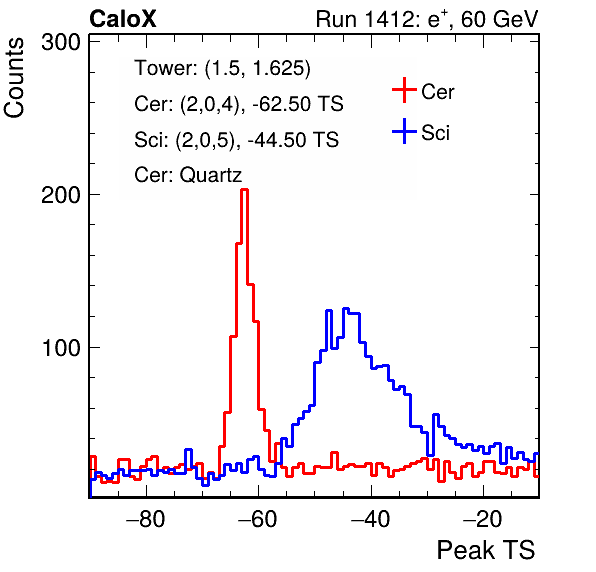 CaloX Run 1412: e⁺, 60 GeV
Counts
300
200
100
Tower: (1.5, 1.625)
Cer: (2,0,4), -62.50 TS
Sci: (2,0,5), -44.50 TS
Cer: Quartz
Cer
Sci
−80 −60 −40 −20
Peak TS